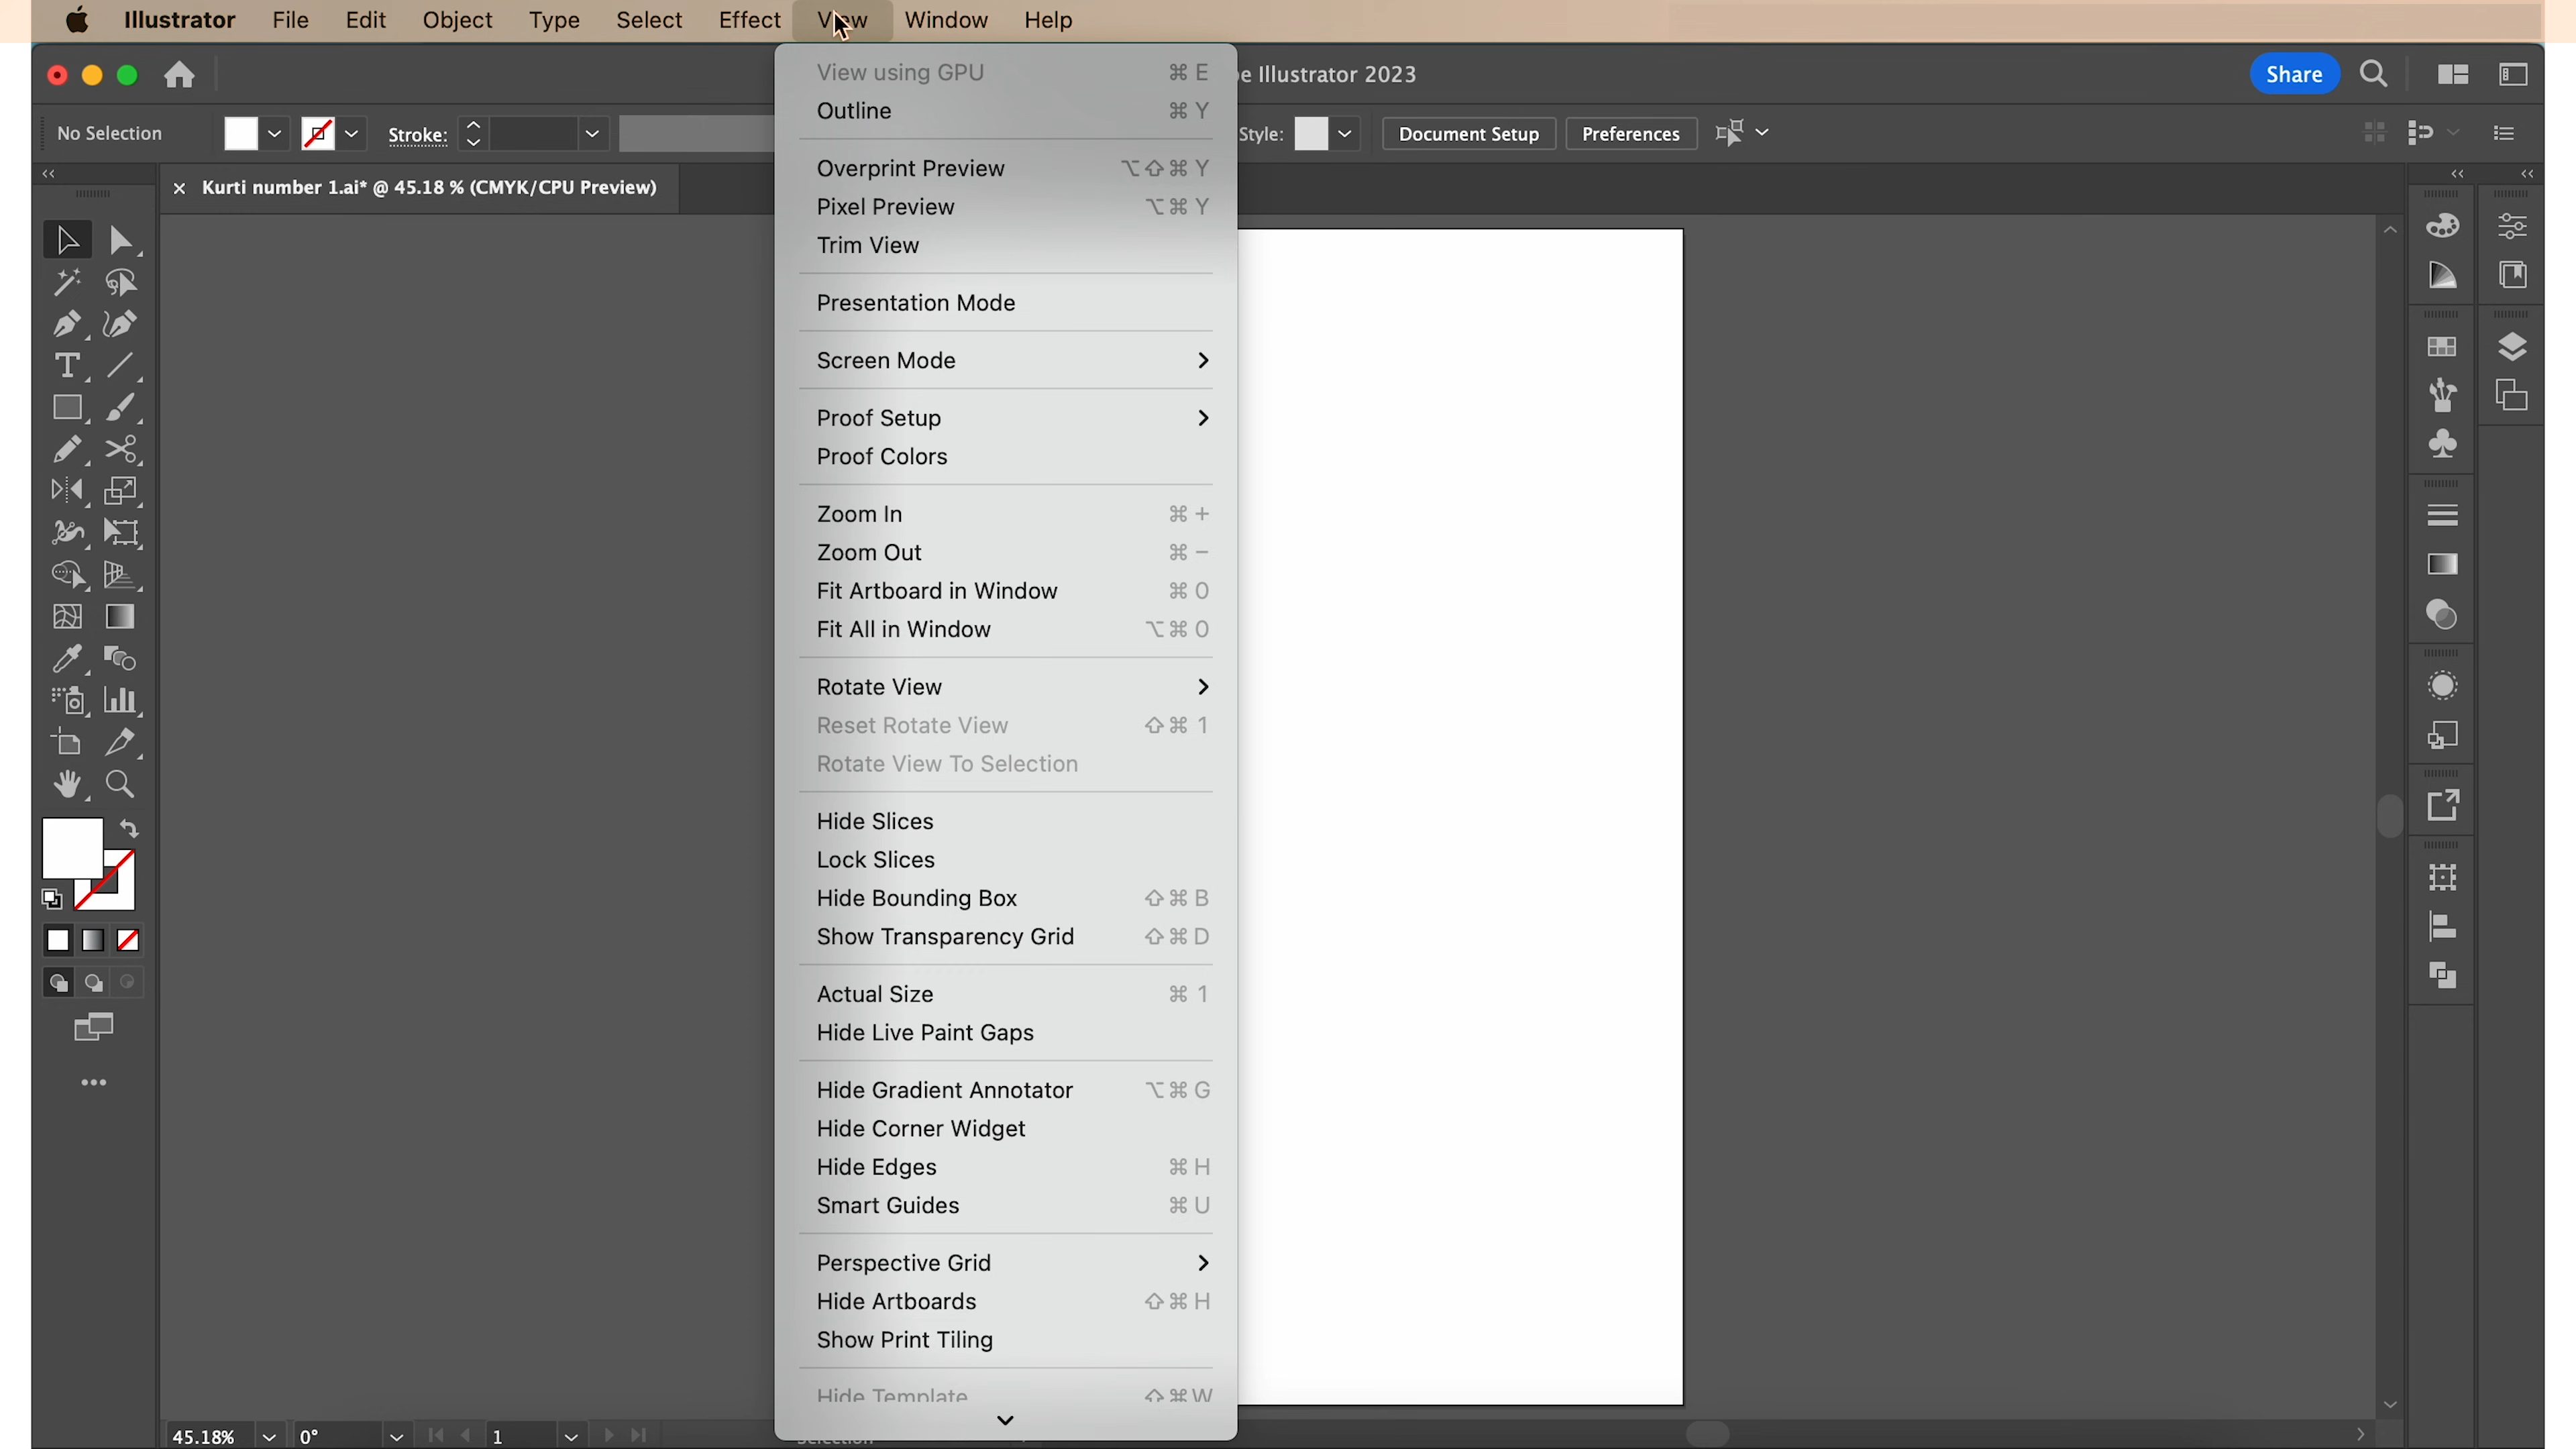 Illustrator File Edit Object Type Select Effect View Window Help
e Illustrator 2023
Share
No Selection
Stroke:
Style:
Document Setup
Preferences
× Kurti number 1.ai* @ 45.18 % (CMYK/CPU Preview)
View using GPU ⌘ E
Outline ⌘ Y
Overprint Preview ⌥⇧⌘ Y
Pixel Preview ⌥⌘ Y
Trim View
Presentation Mode
Screen Mode
Proof Setup
Proof Colors
Zoom In ⌘ +
Zoom Out ⌘ −
Fit Artboard in Window ⌘ 0
Fit All in Window ⌥⌘ 0
Rotate View
Reset Rotate View ⇧⌘ 1
Rotate View To Selection
Hide Slices
Lock Slices
Hide Bounding Box ⇧⌘ B
Show Transparency Grid ⇧⌘ D
Actual Size ⌘ 1
Hide Live Paint Gaps
Hide Gradient Annotator ⌥⌘ G
Hide Corner Widget
Hide Edges ⌘ H
Smart Guides ⌘ U
Perspective Grid
Hide Artboards ⇧⌘ H
Show Print Tiling
Hide Template ⇧⌘W
45.18% 0° 1
Selection